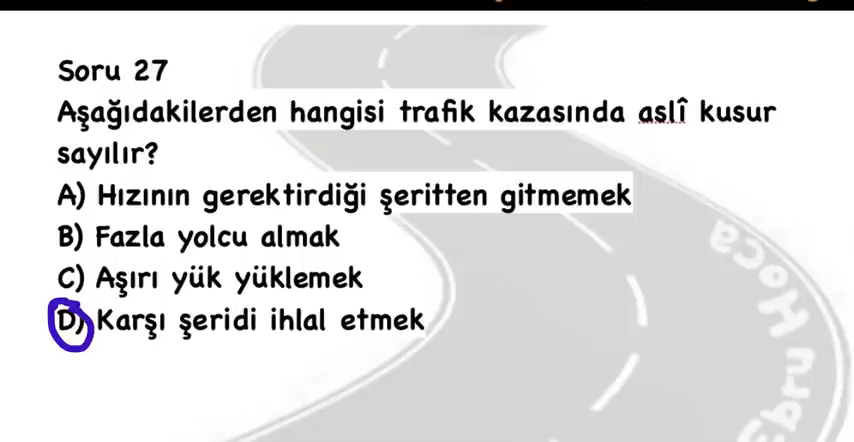 Soru 27
Aşağıdakilerden hangisi trafik kazasında aslî kusur
sayılır?
A) Hızının gerektirdiği şeritten gitmemek
B) Fazla yolcu almak
C) Aşırı yük yüklemek
D) Karşı şeridi ihlal etmek
Ebru Hoca